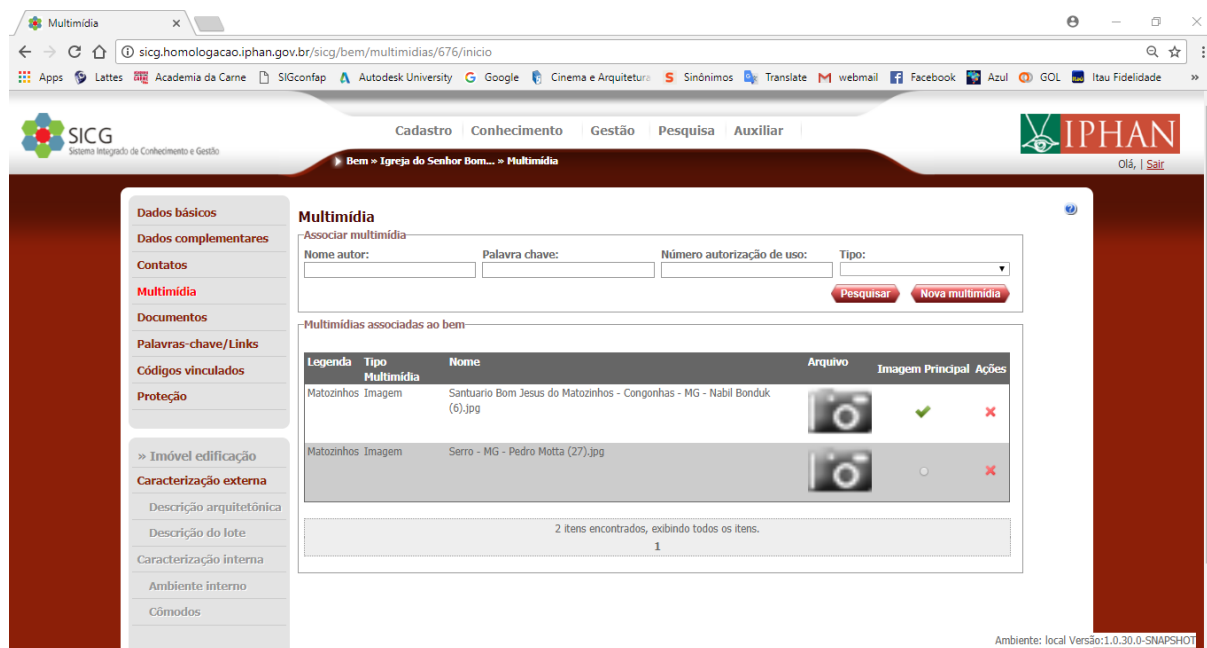 Multimídia
sicg.homologacao.iphan.gov.br/sicg/bem/multimidias/676/inicio
Apps Lattes Academia da Carne SIGconfap Autodesk University Google Cinema e Arquitetura Sinônimos Translate webmail Facebook Azul GOL Itau Fidelidade »
SICG
Sistema Integrado de Conhecimento e Gestão
Cadastro Conhecimento Gestão Pesquisa Auxiliar
IPHAN
Bem » Igreja do Senhor Bom... » Multimídia
Olá, | Sair
Dados básicos
Dados complementares
Contatos
Multimídia
Documentos
Palavras-chave/Links
Códigos vinculados
Proteção
» Imóvel edificação
Caracterização externa
Descrição arquitetônica
Descrição do lote
Caracterização interna
Ambiente interno
Cômodos
Multimídia
Associar multimídia
Nome autor: Palavra chave: Número autorização de uso: Tipo:
Pesquisar Nova multimídia
Multimídias associadas ao bem
Legenda Tipo Multimídia Nome Arquivo Imagem Principal Ações
Matozinhos Imagem Santuario Bom Jesus do Matozinhos - Congonhas - MG - Nabil Bonduk
(6).jpg
Matozinhos Imagem Serro - MG - Pedro Motta (27).jpg
2 itens encontrados, exibindo todos os itens.
1
Ambiente: local Versão:1.0.30.0-SNAPSHOT